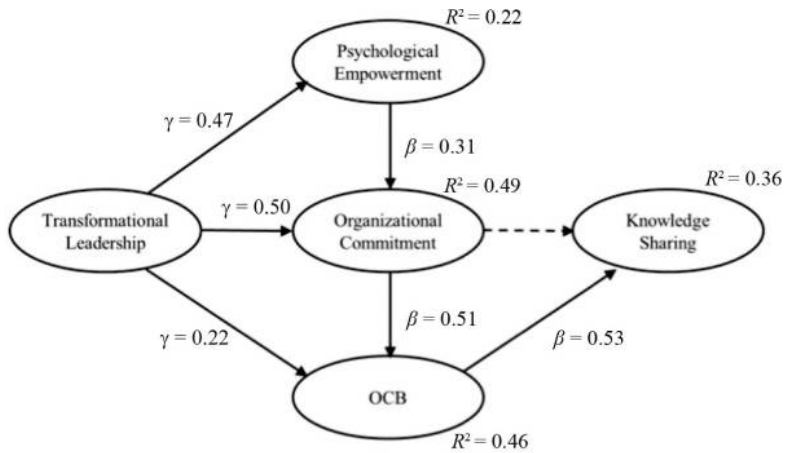 R² = 0.22
Psychological
Empowerment
γ = 0.47
β = 0.31
R² = 0.49
R² = 0.36
Transformational
Leadership
γ = 0.50
Organizational
Commitment
Knowledge
Sharing
γ = 0.22
β = 0.51
β = 0.53
OCB
R² = 0.46